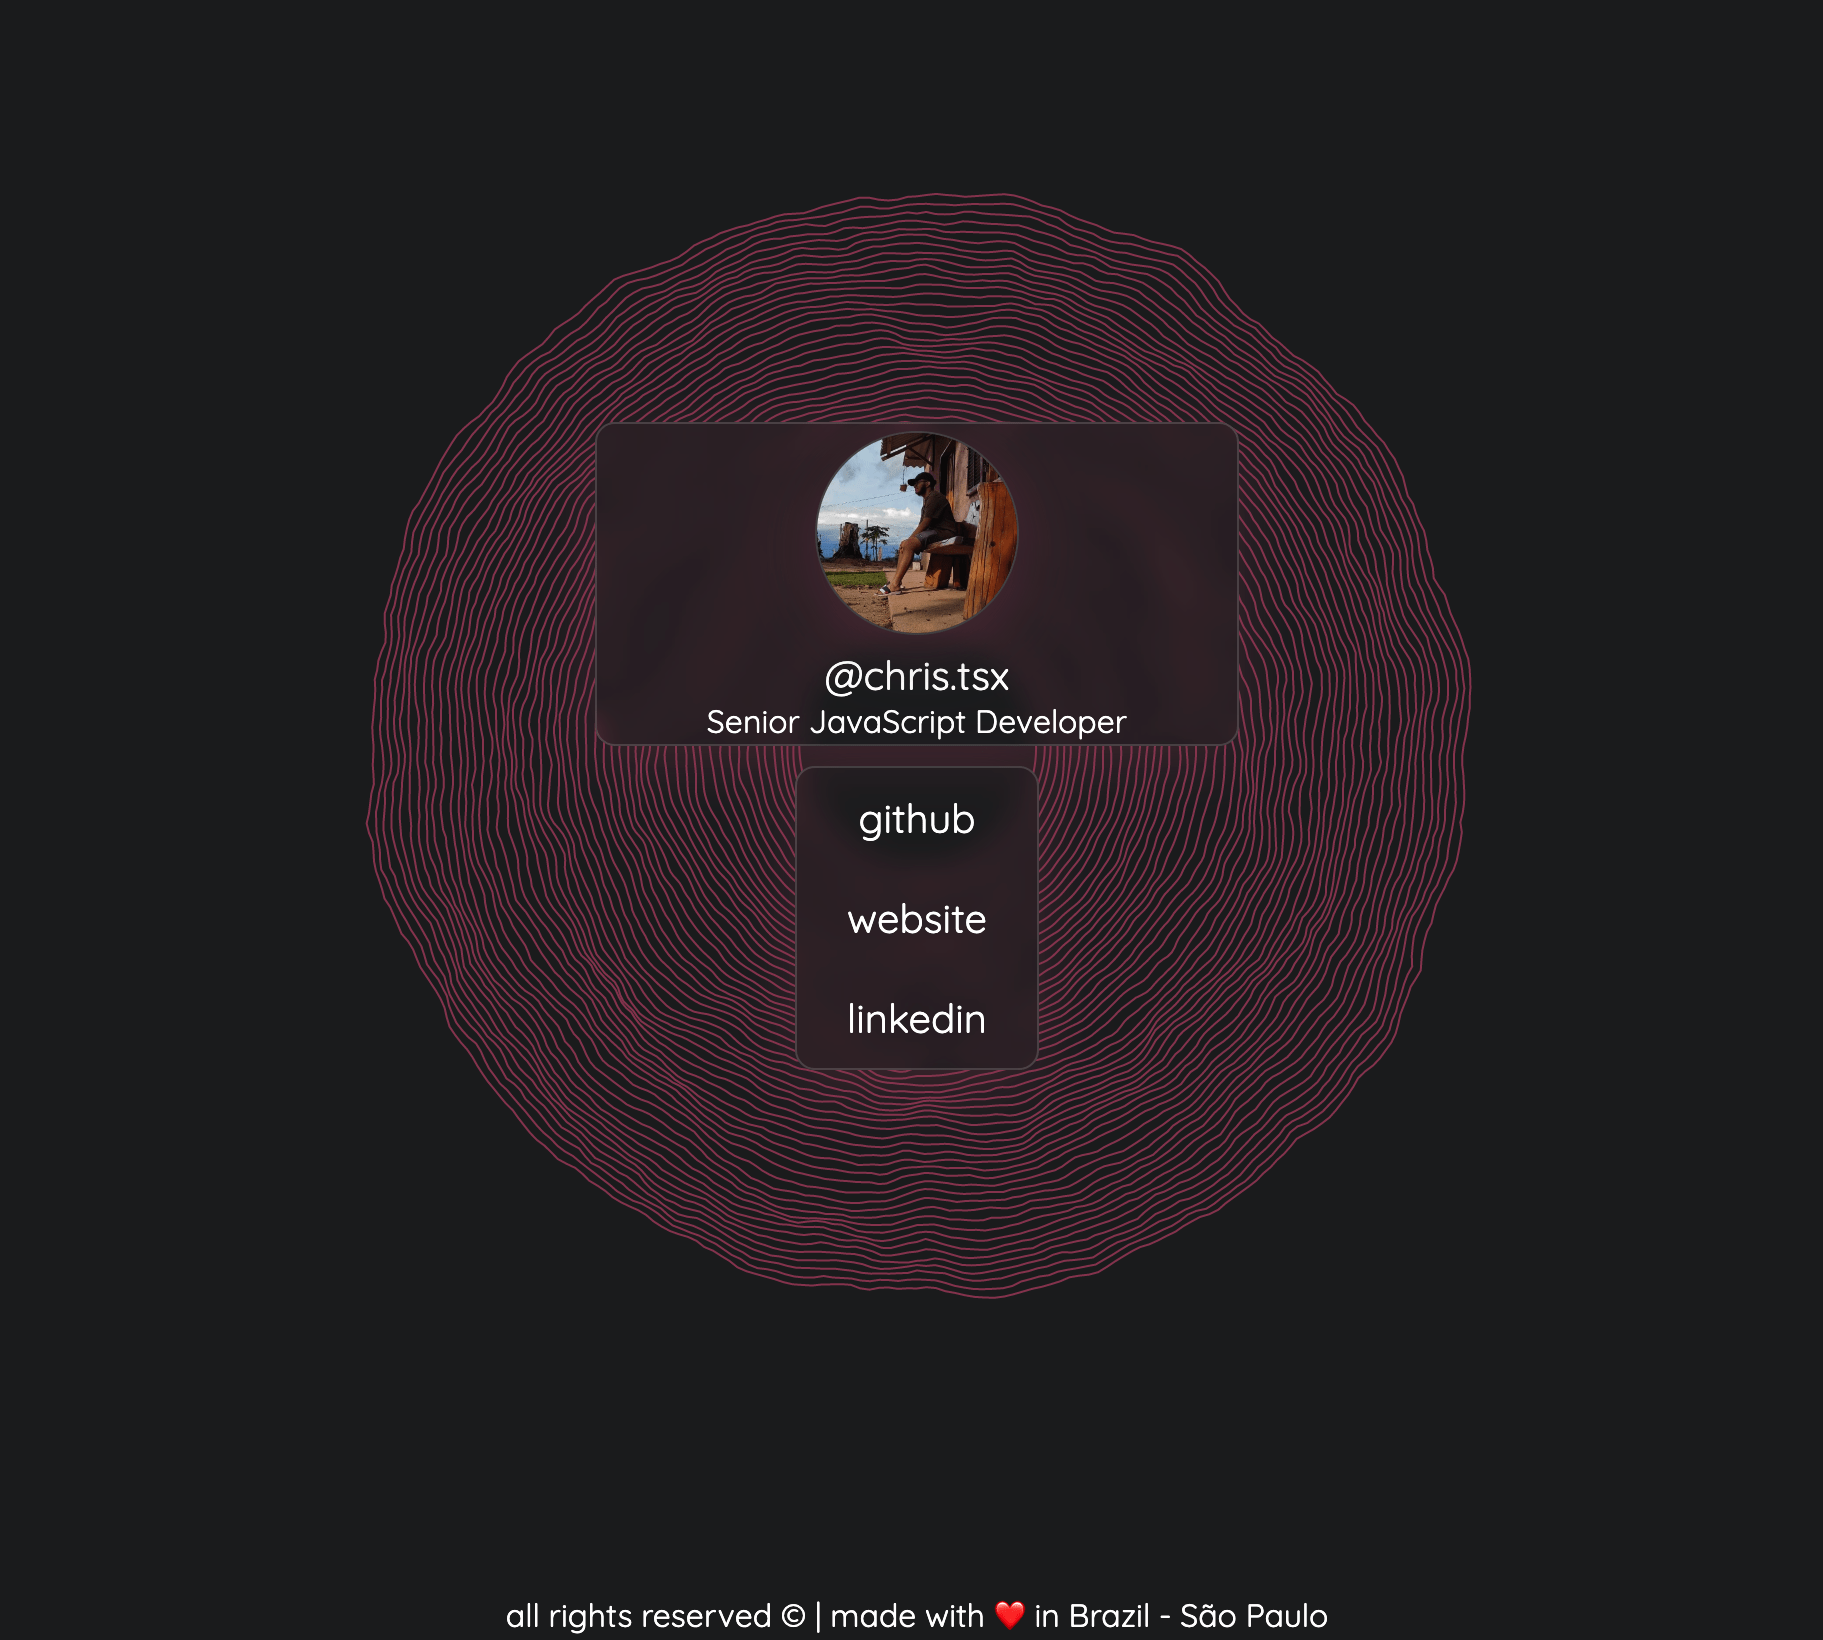 @chris.tsx
Senior JavaScript Developer
github
website
linkedin
all rights reserved © | made with ❤️ in Brazil - São Paulo